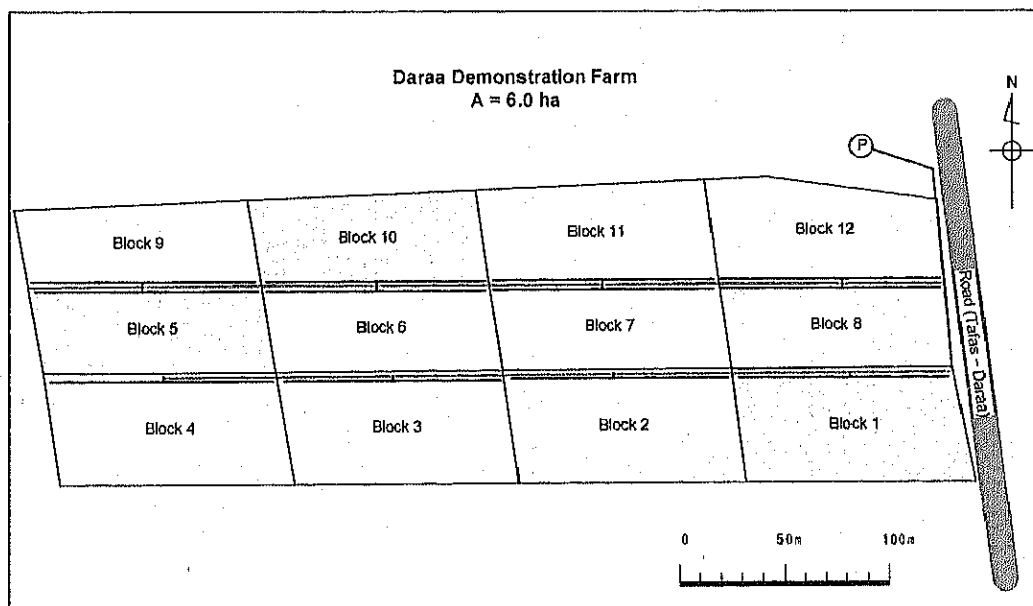 Daraa Demonstration Farm
A = 6.0 ha
N
P
Block 9
Block 10
Block 11
Block 12
Block 5
Block 6
Block 7
Block 8
Road (Tafas - Daraa)
Block 4
Block 3
Block 2
Block 1
0 50m 100m